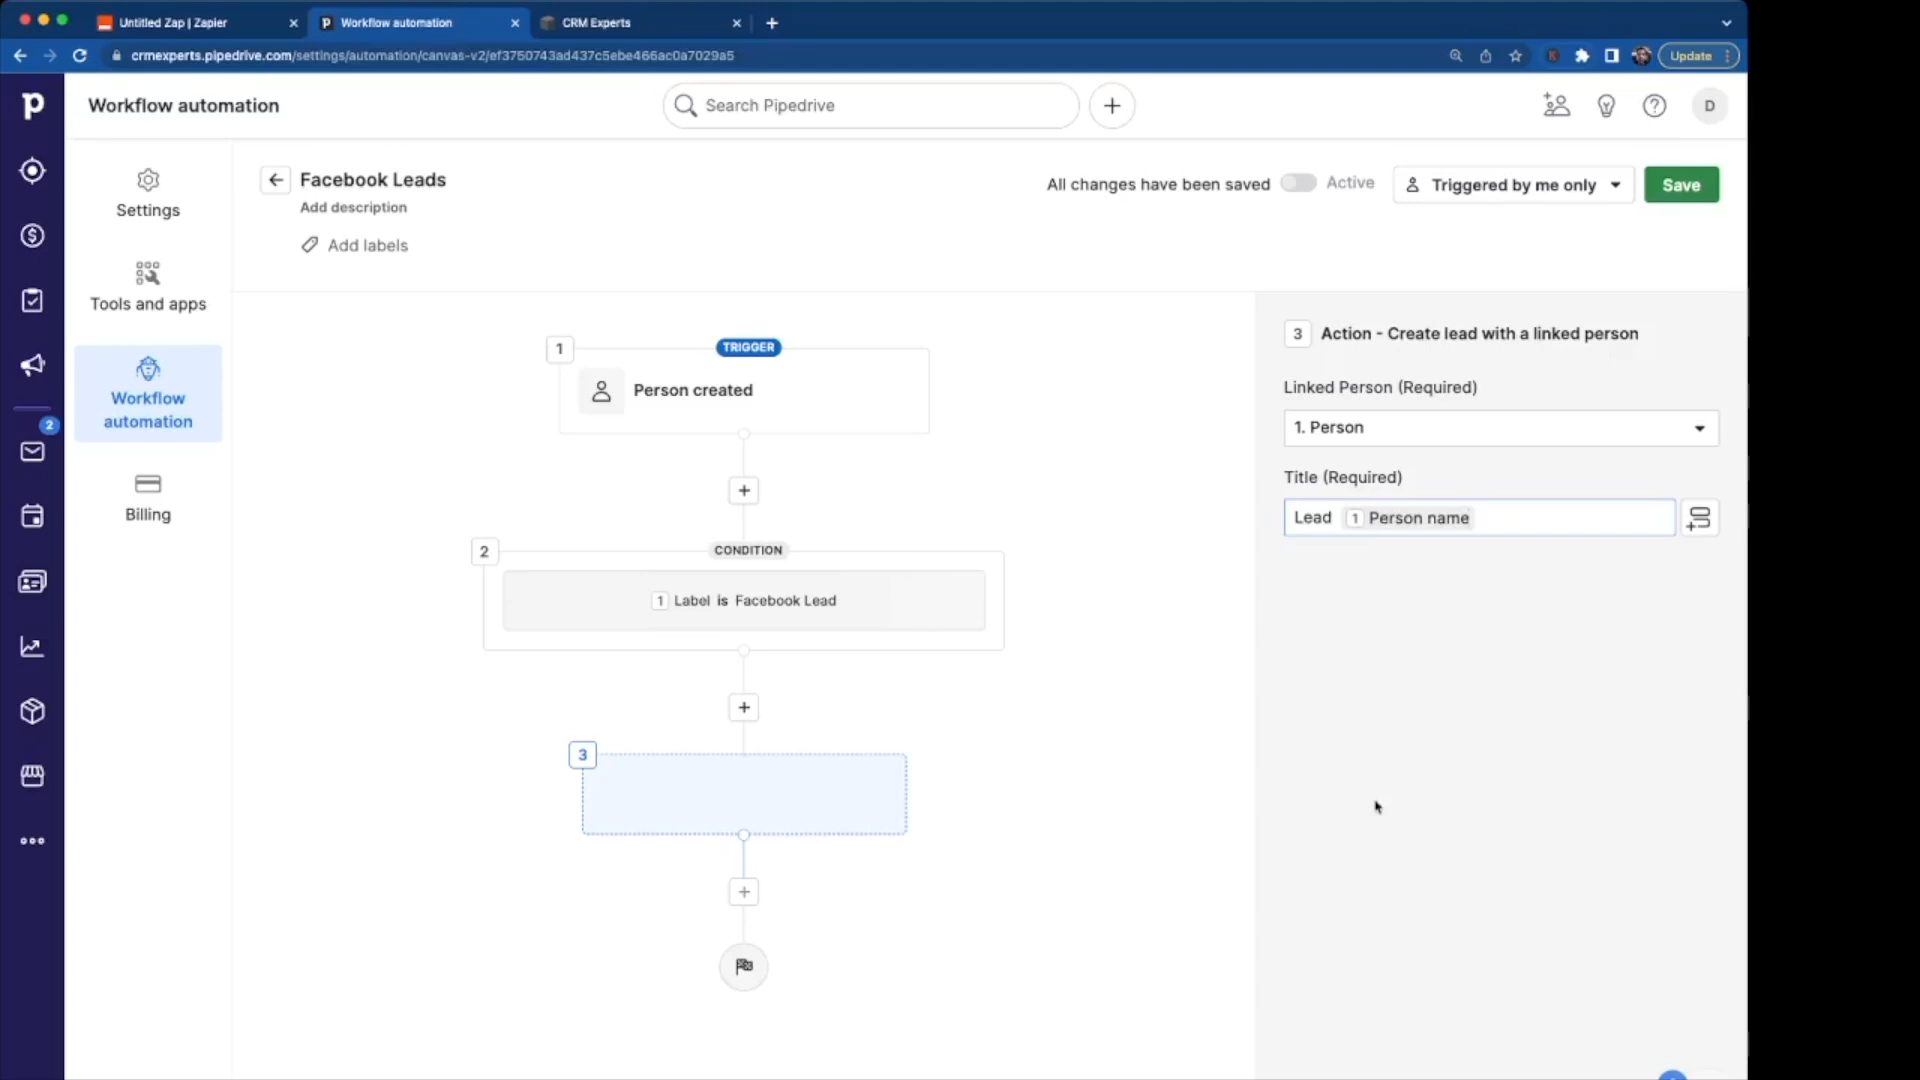 Untitled Zap | Zapier
Workflow automation
CRM Experts
crmexperts.pipedrive.com/settings/automation/canvas-v2/ef3750743ad437c5ebe466ac0a7029a5
Update
Workflow automation
Search Pipedrive
D
Settings
Tools and apps
Workflow
automation
Billing
2
Facebook Leads
Add description
Add labels
All changes have been saved
Active
Triggered by me only
Save
1
TRIGGER
Person created
2
CONDITION
1 Label is Facebook Lead
3
3 Action - Create lead with a linked person
Linked Person (Required)
1. Person
Title (Required)
Lead 1 Person name